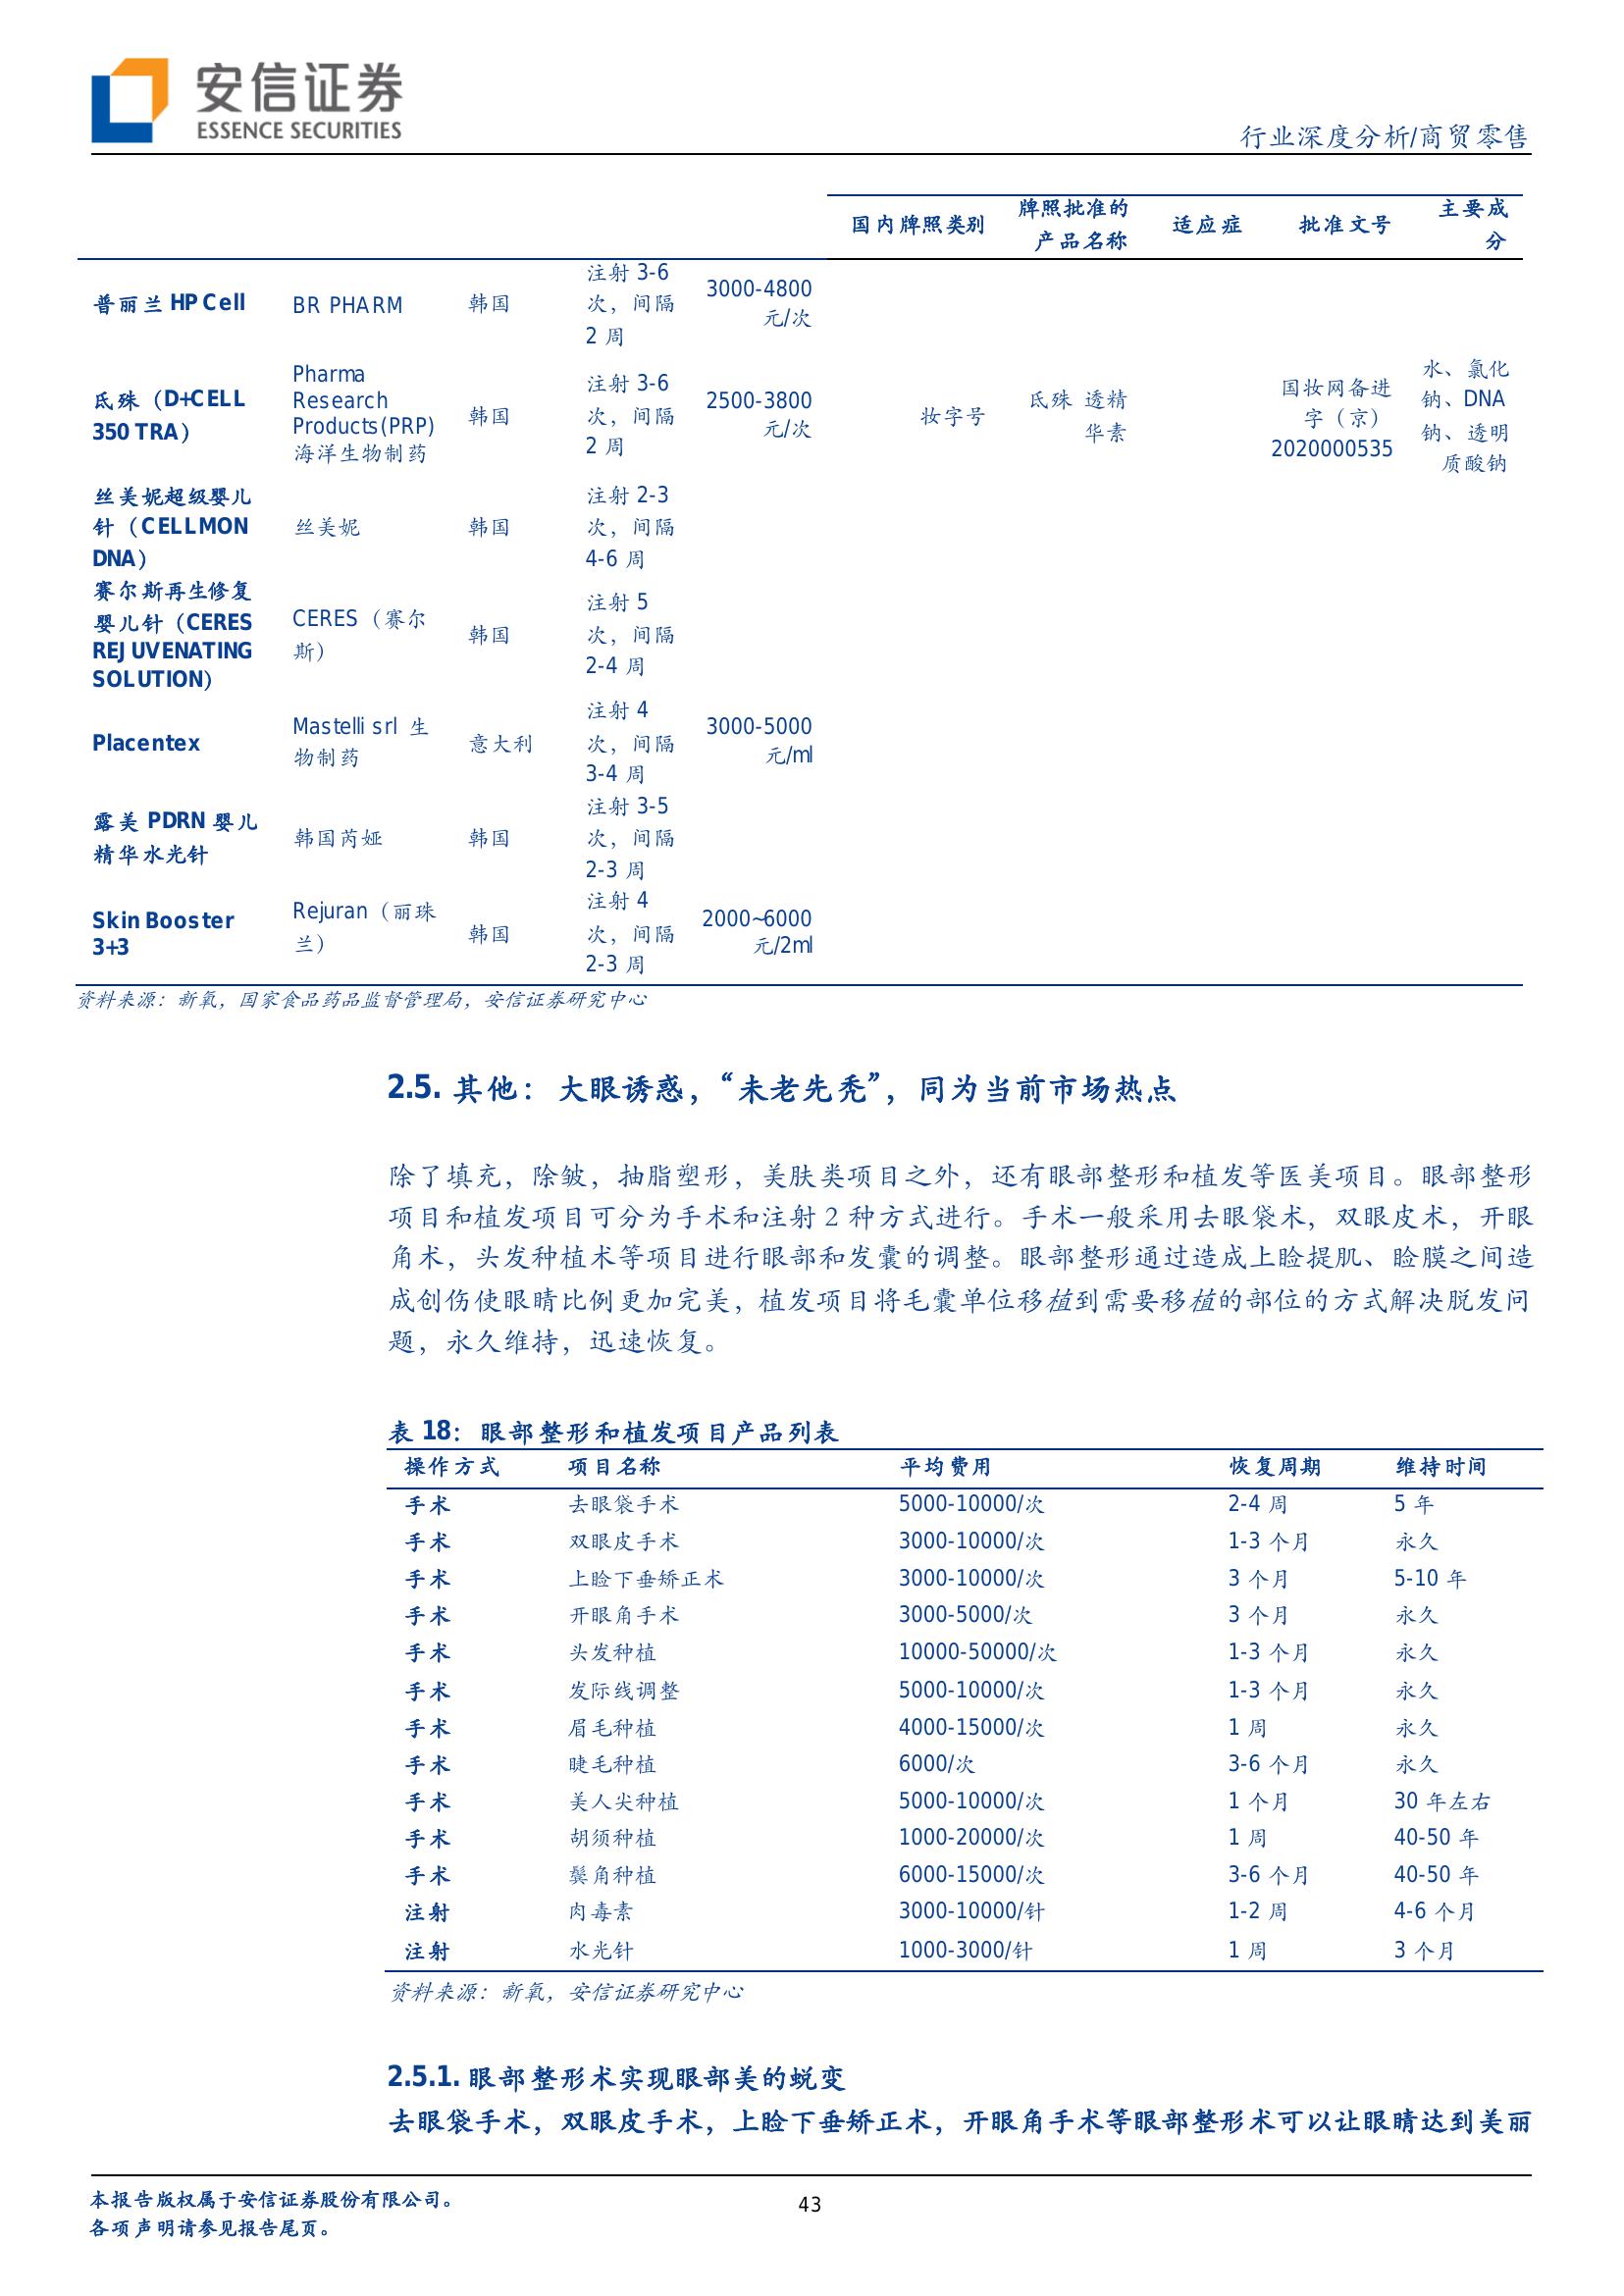 安信证券
ESSENCE SECURITIES
行业深度分析/商贸零售
国内牌照类别 牌照批准的产品名称 适应症 批准文号 主要成分
普丽兰 HP Cell BR PHARM 韩国 注射 3-6 次，间隔 2 周 3000-4800 元/次
氐殊（D+CELL 350 TRA） Pharma Research Products(PRP) 海洋生物制药 韩国 注射 3-6 次，间隔 2 周 2500-3800 元/次 妆字号 氐殊 透精华素 国妆网备进字（京）2020000535 水、氯化钠、DNA 钠、透明质酸钠
丝美妮超级婴儿针（CELLMON DNA） 丝美妮 韩国 注射 2-3 次，间隔 4-6 周
赛尔斯再生修复婴儿针（CERES REJUVENATING SOLUTION） CERES（赛尔斯） 韩国 注射 5 次，间隔 2-4 周
Placentex Mastelli srl 生物制药 意大利 注射 4 次，间隔 3-4 周 3000-5000 元/ml
露美 PDRN 婴儿精华水光针 韩国芮娅 韩国 注射 3-5 次，间隔 2-3 周
Skin Booster 3+3 Rejuran（丽珠兰） 韩国 注射 4 次，间隔 2-3 周 2000~6000 元/2ml
资料来源：新氧，国家食品药品监督管理局，安信证券研究中心
2.5. 其他：大眼诱惑，“未老先秃”，同为当前市场热点
除了填充，除皱，抽脂塑形，美肤类项目之外，还有眼部整形和植发等医美项目。眼部整形
项目和植发项目可分为手术和注射 2 种方式进行。手术一般采用去眼袋术，双眼皮术，开眼
角术，头发种植术等项目进行眼部和发囊的调整。眼部整形通过造成上睑提肌、睑膜之间造
成创伤使眼睛比例更加完美，植发项目将毛囊单位移植到需要移植的部位的方式解决脱发问
题，永久维持，迅速恢复。
表 18：眼部整形和植发项目产品列表
操作方式 项目名称 平均费用 恢复周期 维持时间
手术 去眼袋手术 5000-10000/次 2-4 周 5 年
手术 双眼皮手术 3000-10000/次 1-3 个月 永久
手术 上睑下垂矫正术 3000-10000/次 3 个月 5-10 年
手术 开眼角手术 3000-5000/次 3 个月 永久
手术 头发种植 10000-50000/次 1-3 个月 永久
手术 发际线调整 5000-10000/次 1-3 个月 永久
手术 眉毛种植 4000-15000/次 1 周 永久
手术 睫毛种植 6000/次 3-6 个月 永久
手术 美人尖种植 5000-10000/次 1 个月 30 年左右
手术 胡须种植 1000-20000/次 1 周 40-50 年
手术 鬓角种植 6000-15000/次 3-6 个月 40-50 年
注射 肉毒素 3000-10000/针 1-2 周 4-6 个月
注射 水光针 1000-3000/针 1 周 3 个月
资料来源：新氧，安信证券研究中心
2.5.1. 眼部整形术实现眼部美的蜕变
去眼袋手术，双眼皮手术，上睑下垂矫正术，开眼角手术等眼部整形术可以让眼睛达到美丽
本报告版权属于安信证券股份有限公司。
各项声明请参见报告尾页。
43